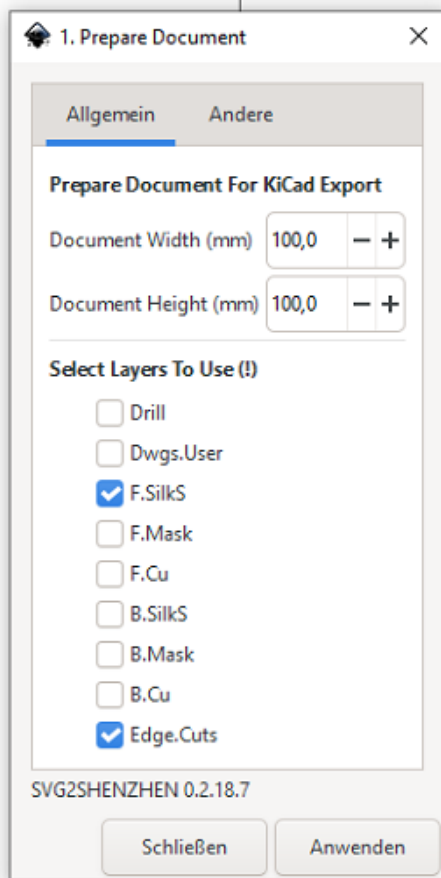 1. Prepare Document
Allgemein Andere
Prepare Document For KiCad Export
Document Width (mm) 100,0
Document Height (mm) 100,0
Select Layers To Use (!)
Drill
Dwgs.User
F.SilkS
F.Mask
F.Cu
B.SilkS
B.Mask
B.Cu
Edge.Cuts
SVG2SHENZHEN 0.2.18.7
Schließen Anwenden